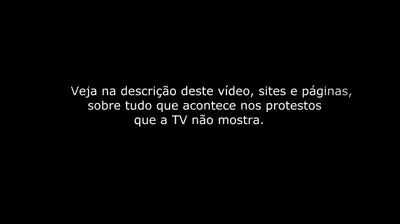 Veja na descrição deste vídeo, sites e páginas,
sobre tudo que acontece nos protestos
que a TV não mostra.